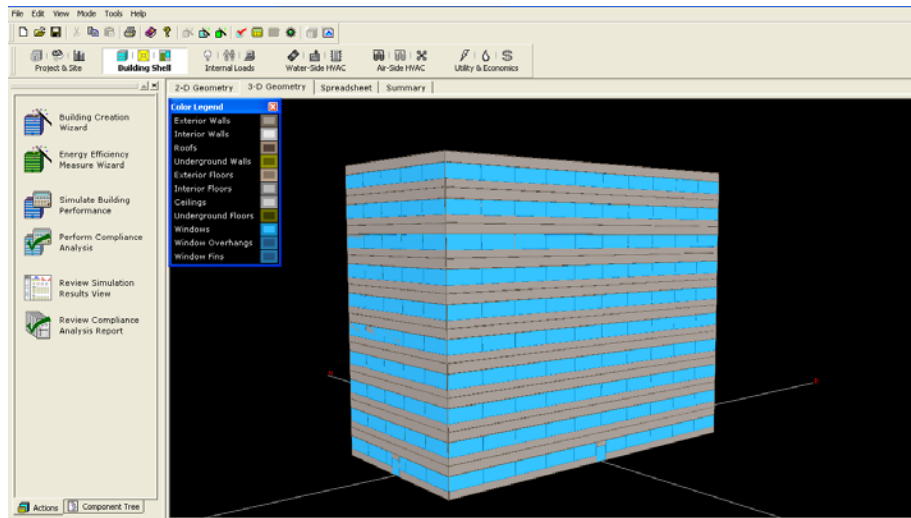 File Edit View Mode Tools Help
Project & Site Building Shell Internal Loads Water-Side HVAC Air-Side HVAC Utility & Economics
2-D Geometry 3-D Geometry Spreadsheet Summary
Color Legend
Exterior Walls
Interior Walls
Roofs
Underground Walls
Exterior Floors
Interior Floors
Ceilings
Underground Floors
Windows
Window Overhangs
Window Fins
Building Creation
Wizard
Energy Efficiency
Measure Wizard
Simulate Building
Performance
Perform Compliance
Analysis
Review Simulation
Results View
Review Compliance
Analysis Report
Actions Component Tree